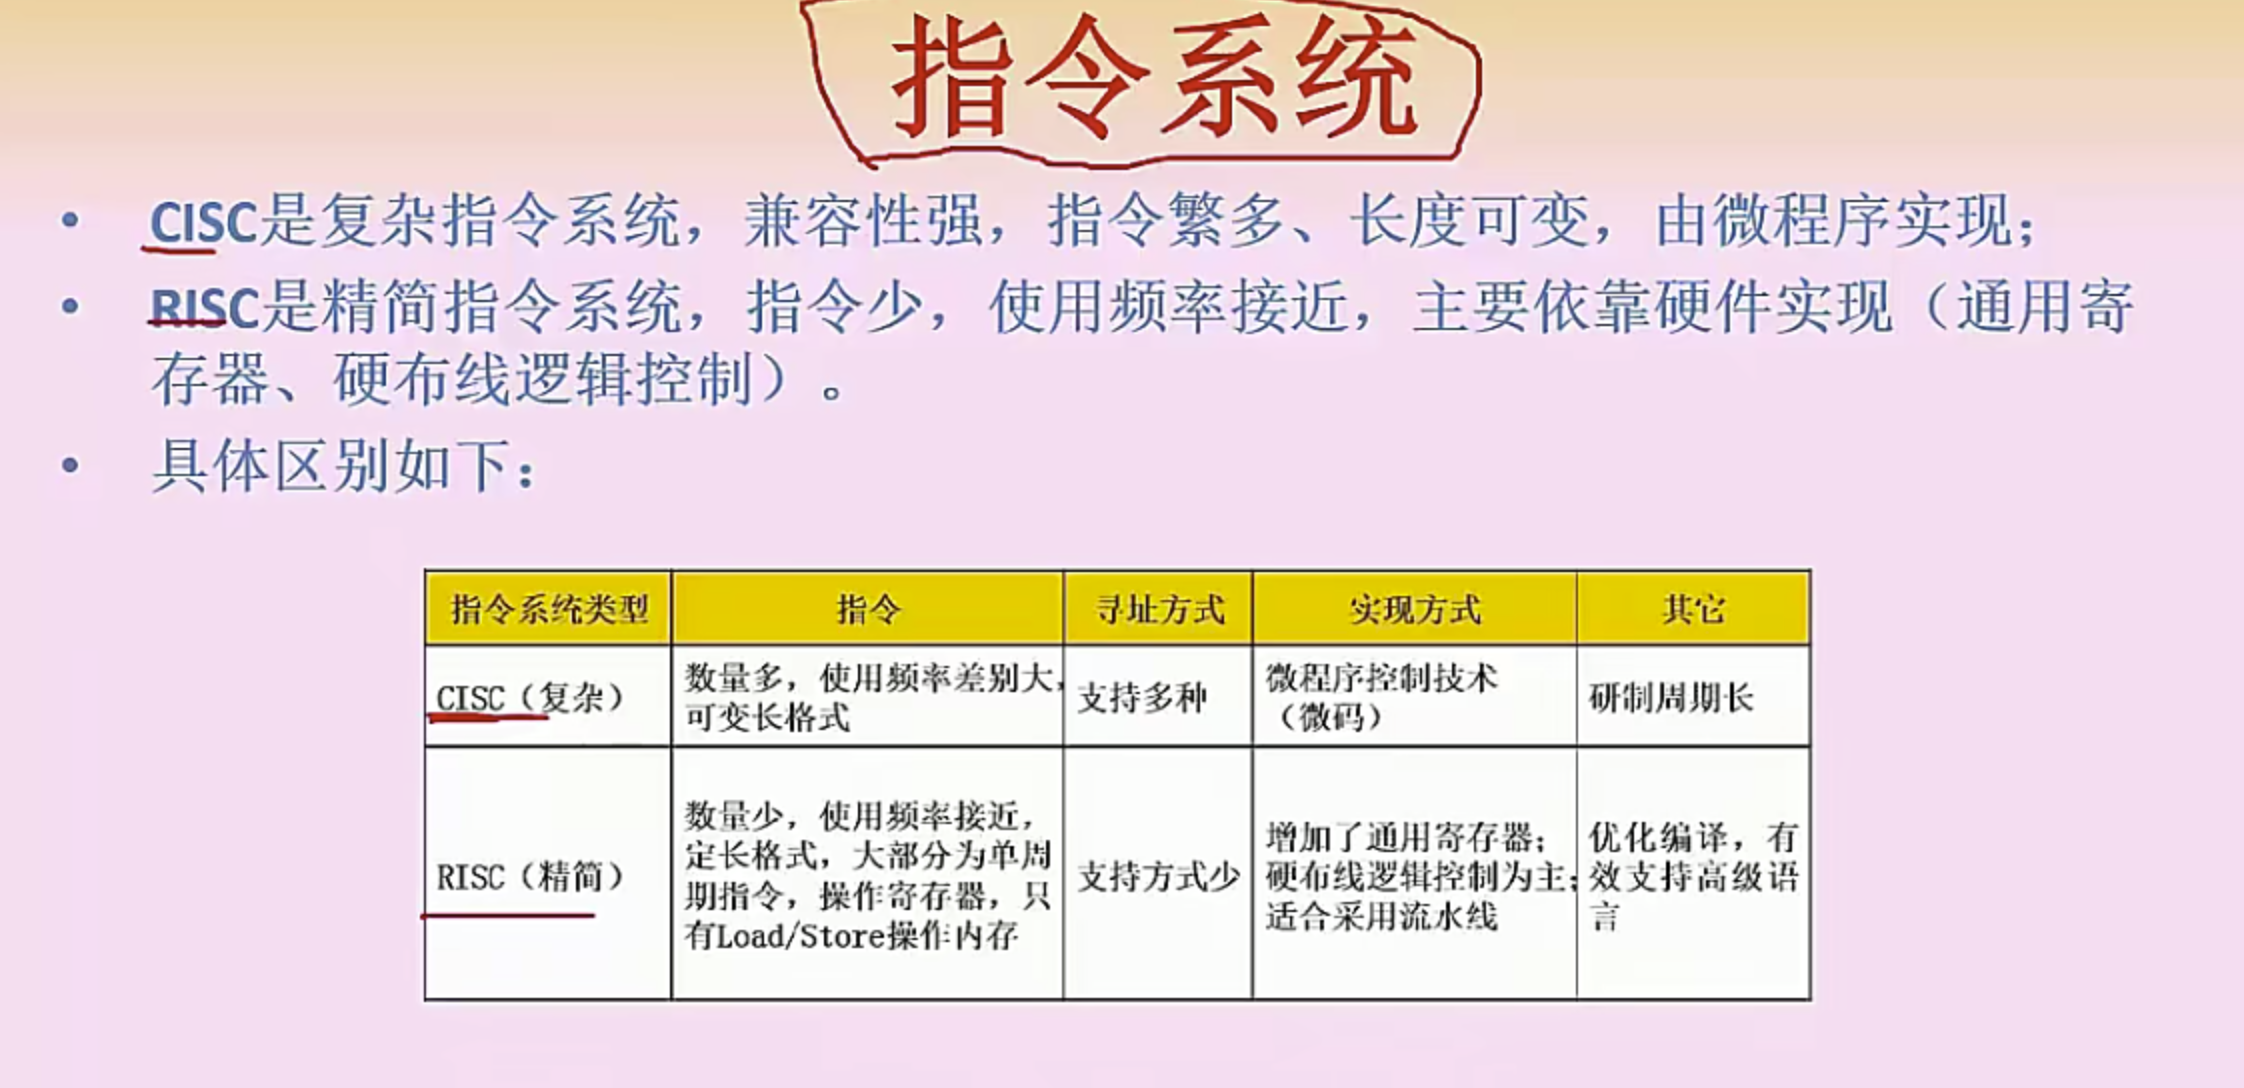 指令系统
• CISC是复杂指令系统，兼容性强，指令繁多、长度可变，由微程序实现；
• RISC是精简指令系统，指令少，使用频率接近，主要依靠硬件实现（通用寄
存器、硬布线逻辑控制）。
• 具体区别如下：
指令系统类型 指令 寻址方式 实现方式 其它
CISC（复杂）
数量多，使用频率差别大，
可变长格式
支持多种
微程序控制技术
（微码）
研制周期长
RISC（精简）
数量少，使用频率接近，
定长格式，大部分为单周
期指令，操作寄存器，只
有Load/Store操作内存
支持方式少
增加了通用寄存器；
硬布线逻辑控制为主；
适合采用流水线
优化编译，有
效支持高级语
言